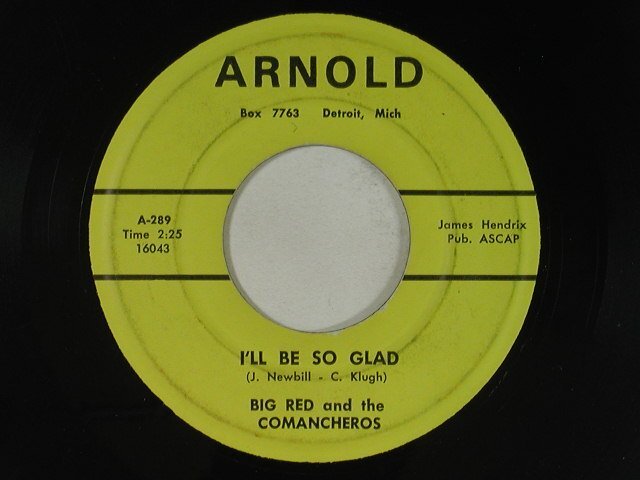 ARNOLD
Box 7763 Detroit, Mich
A-289
Time 2:25
16043
James Hendrix
Pub. ASCAP
I'LL BE SO GLAD
(J. Newbill - C. Klugh)
BIG RED and the
COMANCHEROS